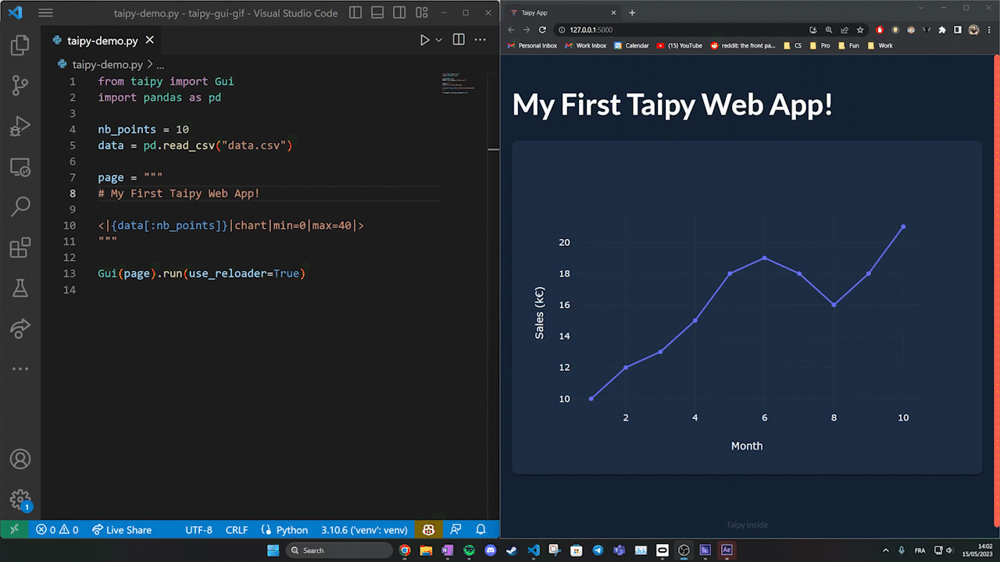 taipy-demo.py - taipy-gui-gif - Visual Studio Code
taipy-demo.py
taipy-demo.py > ...
1 from taipy import Gui
2 import pandas as pd
3
4 nb_points = 10
5 data = pd.read_csv("data.csv")
6
7 page = """
8 # My First Taipy Web App!
9
10 <|{data[:nb_points]}|chart|min=0|max=40|>
11 """
12
13 Gui(page).run(use_reloader=True)
14
1
0 0 Live Share UTF-8 CRLF Python 3.10.6 ('venv': venv)
Taipy App
127.0.0.1:5000
Personal Inbox Work Inbox Calendar (15) YouTube reddit: the front pa... CS Pro Fun Work
My First Taipy Web App!
Sales (k€)
20
18
16
14
12
10
2 4 6 8 10
Month
Taipy Inside
Search
Ae
FRA
14:02
15/05/2023